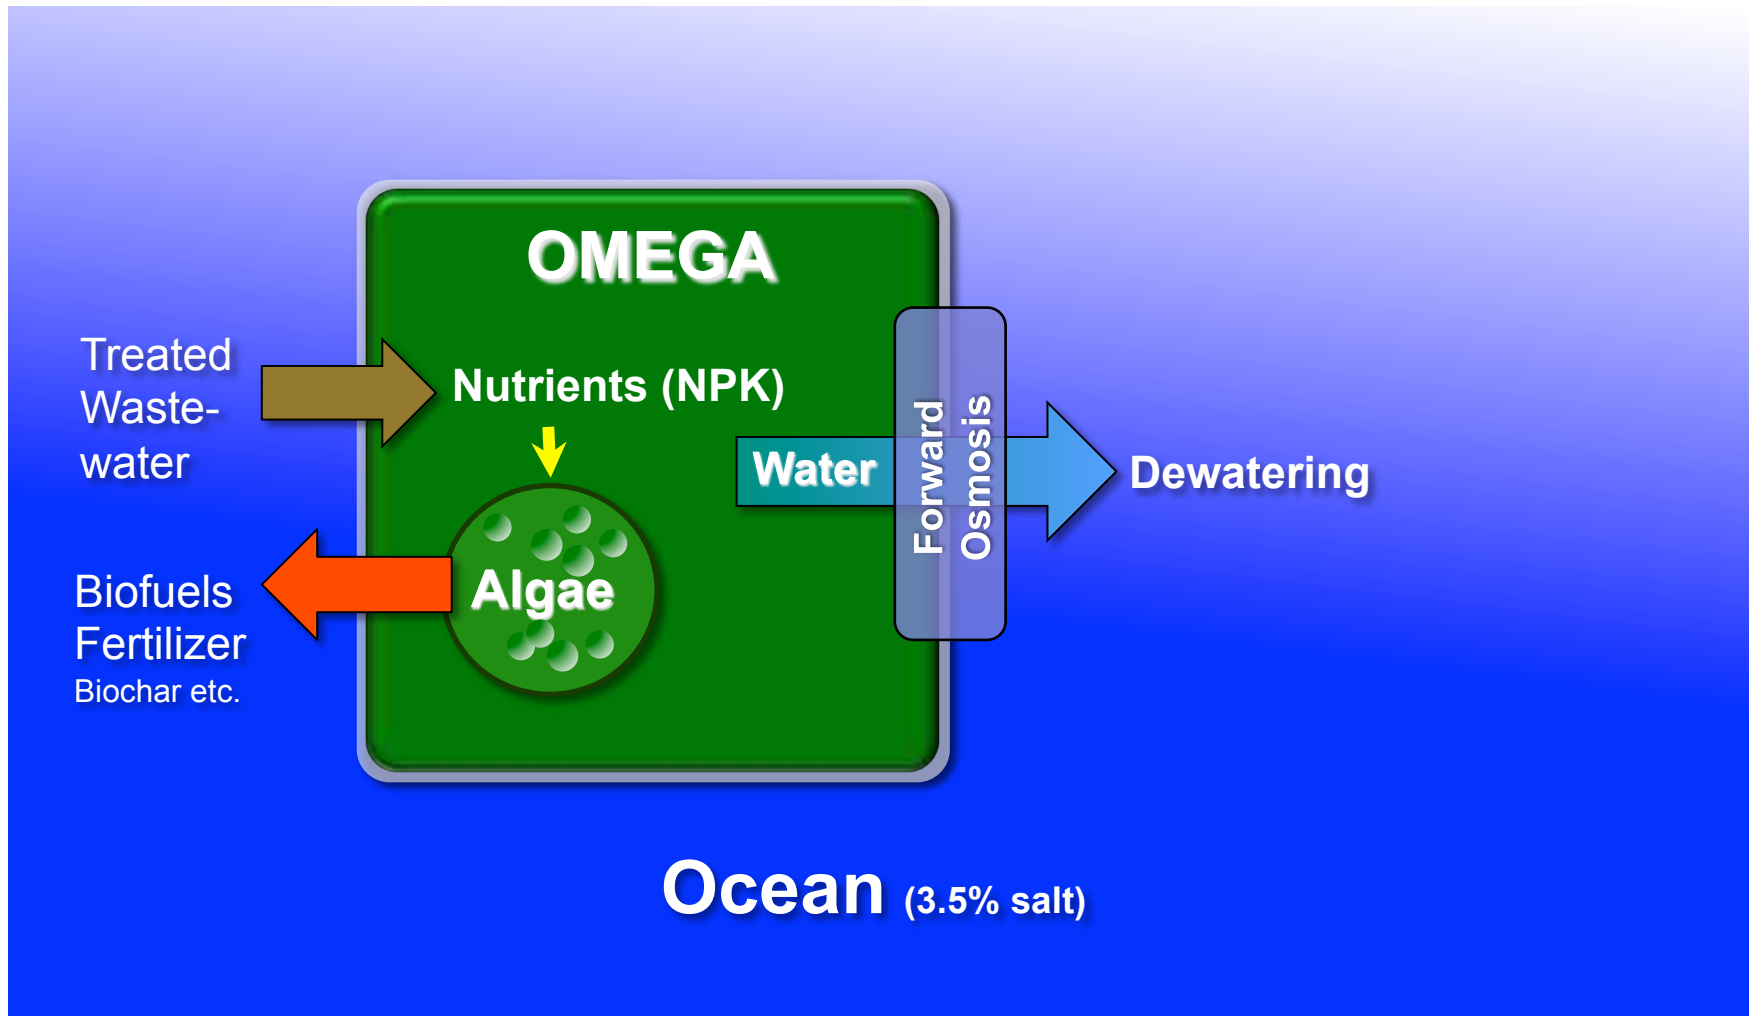 OMEGA
Treated
Waste-
water
Nutrients (NPK)
Water
Forward
Osmosis
Dewatering
Algae
Biofuels
Fertilizer
Biochar etc.
Ocean (3.5% salt)